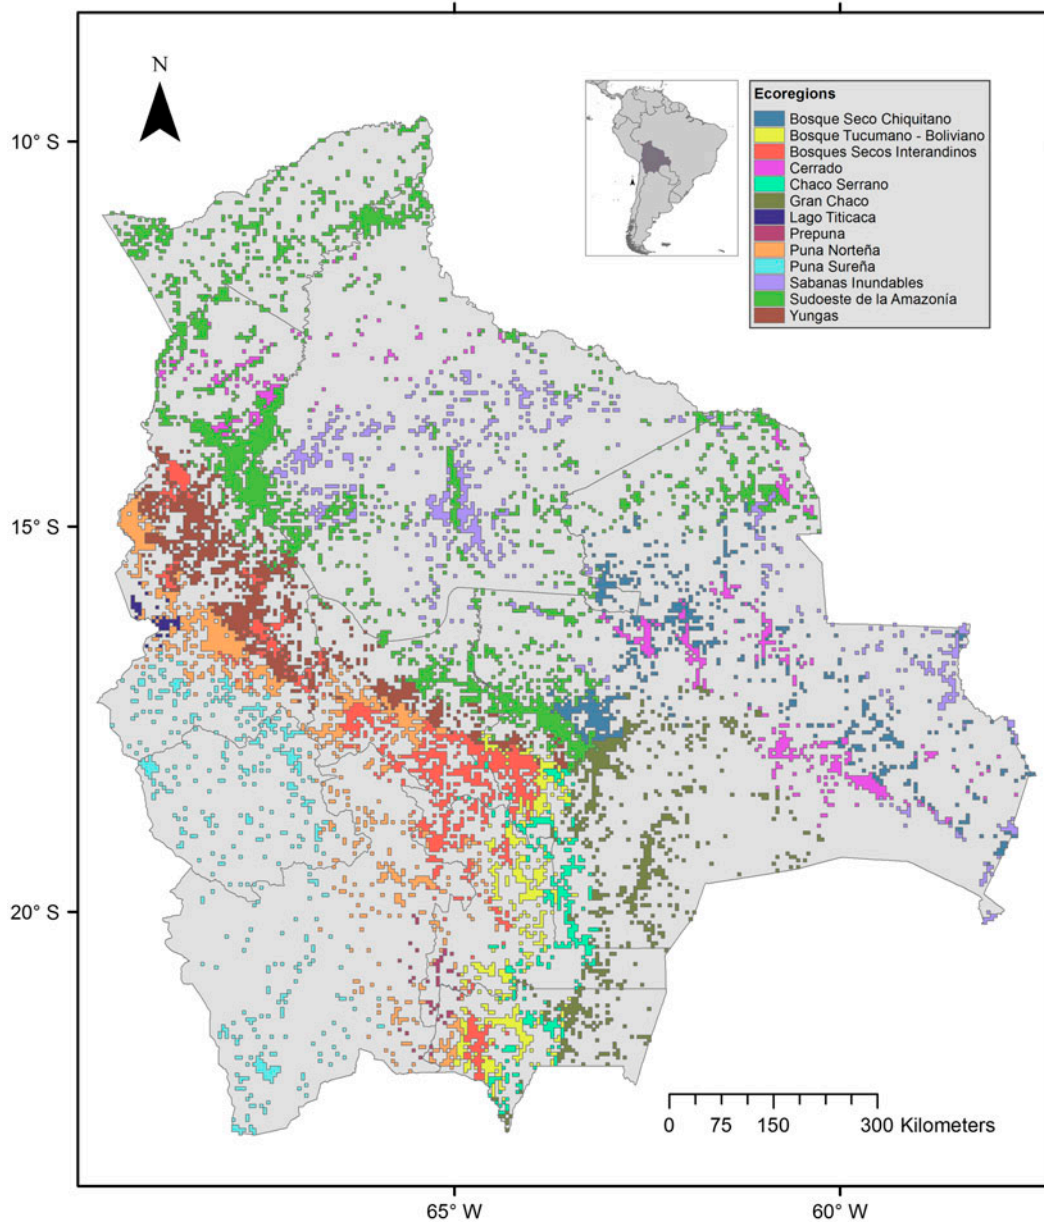 N
10° S
15° S
20° S
Ecoregions
Bosque Seco Chiquitano
Bosque Tucumano - Boliviano
Bosques Secos Interandinos
Cerrado
Chaco Serrano
Gran Chaco
Lago Titicaca
Prepuna
Puna Norteña
Puna Sureña
Sabanas Inundables
Sudoeste de la Amazonía
Yungas
0 75 150 300 Kilometers
65° W 60° W